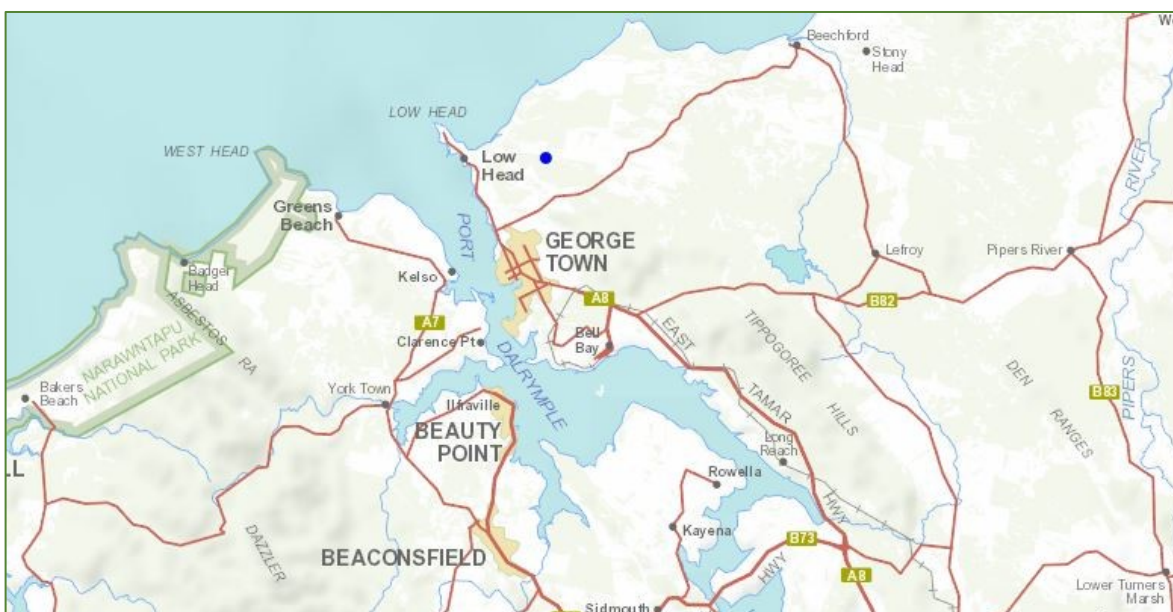 Beechford
Stony
Head
LOW HEAD
WEST HEAD
Low
Head
RIVER
Greens
Beach
PORT
GEORGE
TOWN
Lefroy
Pipers River
Badger
Head
Kelso
A8
B82
ASBESTOS RA
A7
EAST
TIPPOGOREE
Clarence Pt
Bell
Bay
NARAWNTAPU
NATIONAL PARK
DALRYMPLE
DEN
PIPERS
Bakers
Beach
York Town
Ilfraville
TAMAR
HILLS
B83
BEAUTY
POINT
RANGES
Long
Reach
LL
Rowella
HWY
DAZZLER
Kayena
BEACONSFIELD
B73
HWY
A8
Lower Turners
Marsh
Sidmouth